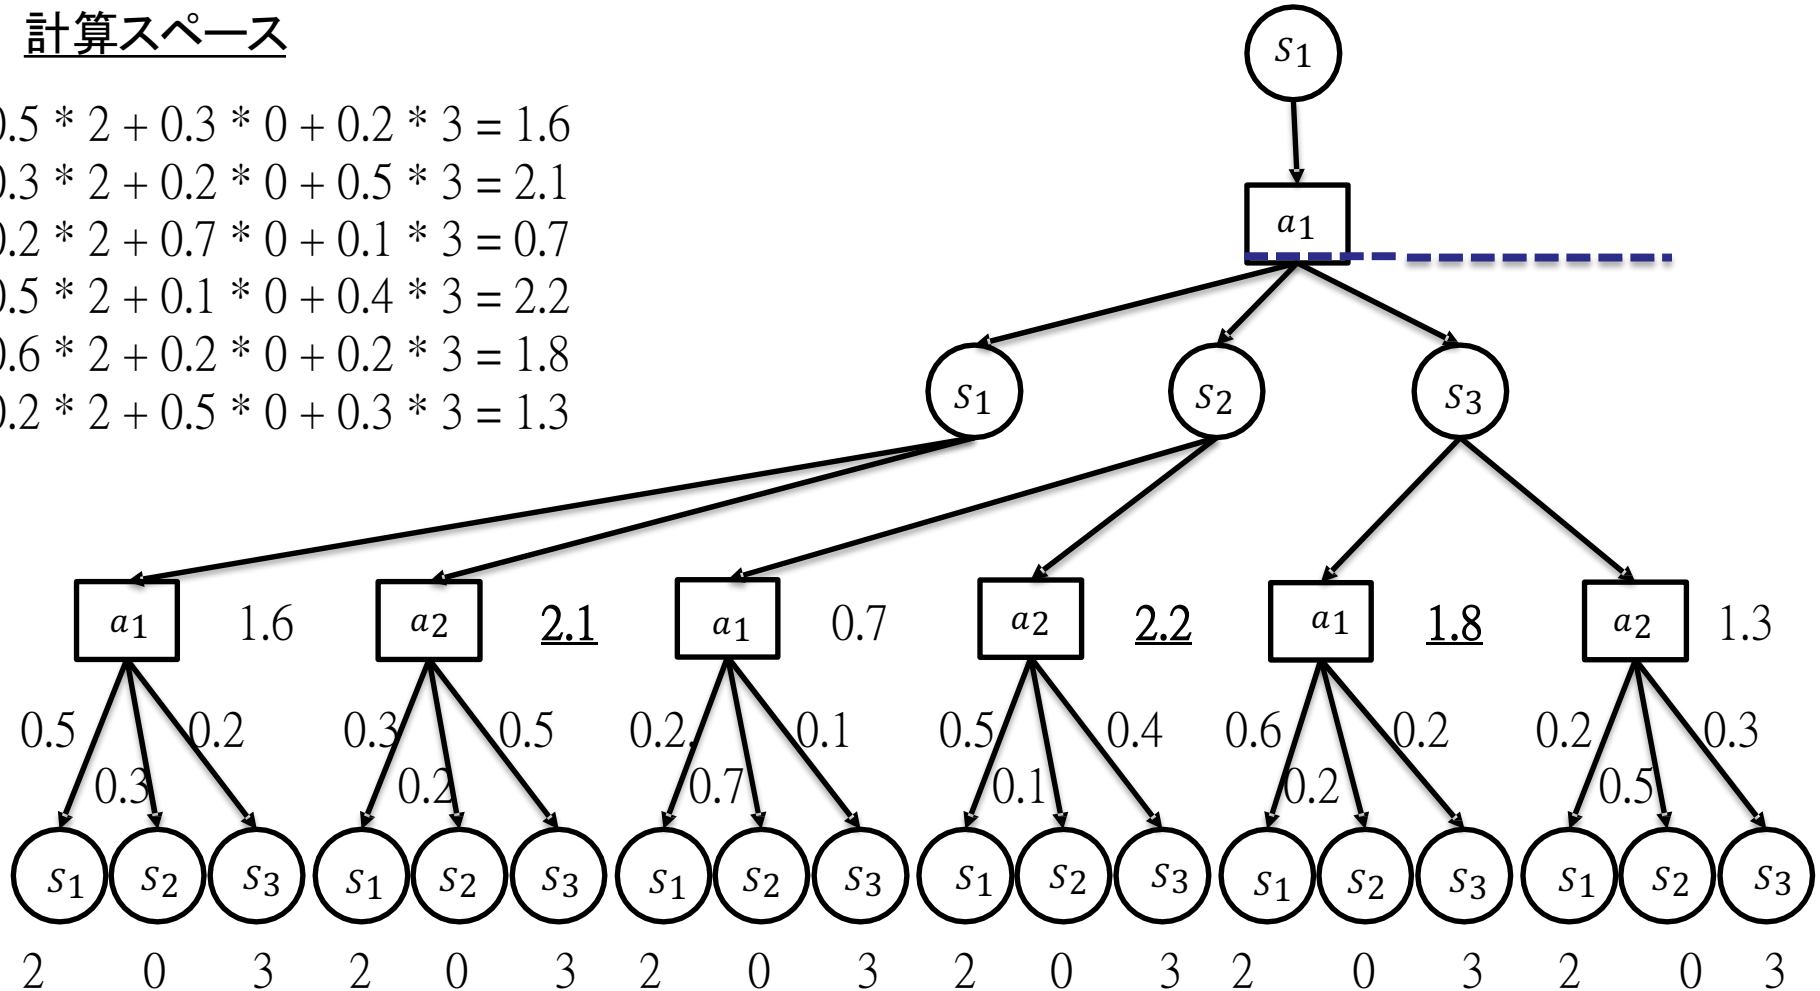 計算スペース
0.5 * 2 + 0.3 * 0 + 0.2 * 3 = 1.6
0.3 * 2 + 0.2 * 0 + 0.5 * 3 = 2.1
0.2 * 2 + 0.7 * 0 + 0.1 * 3 = 0.7
0.5 * 2 + 0.1 * 0 + 0.4 * 3 = 2.2
0.6 * 2 + 0.2 * 0 + 0.2 * 3 = 1.8
0.2 * 2 + 0.5 * 0 + 0.3 * 3 = 1.3
S1
a1
S1 S2 S3
a1 1.6 a2 2.1 a1 0.7 a2 2.2 a1 1.8 a2 1.3
0.5 0.2 0.3 0.5 0.2. 0.1 0.5 0.4 0.6 0.2 0.2 0.3
0.3 0.2 0.7 0.1 0.2 0.5
S1 S2 S3 S1 S2 S3 S1 S2 S3 S1 S2 S3 S1 S2 S3 S1 S2 S3
2 0 3 2 0 3 2 0 3 2 0 3 2 0 3 2 0 3